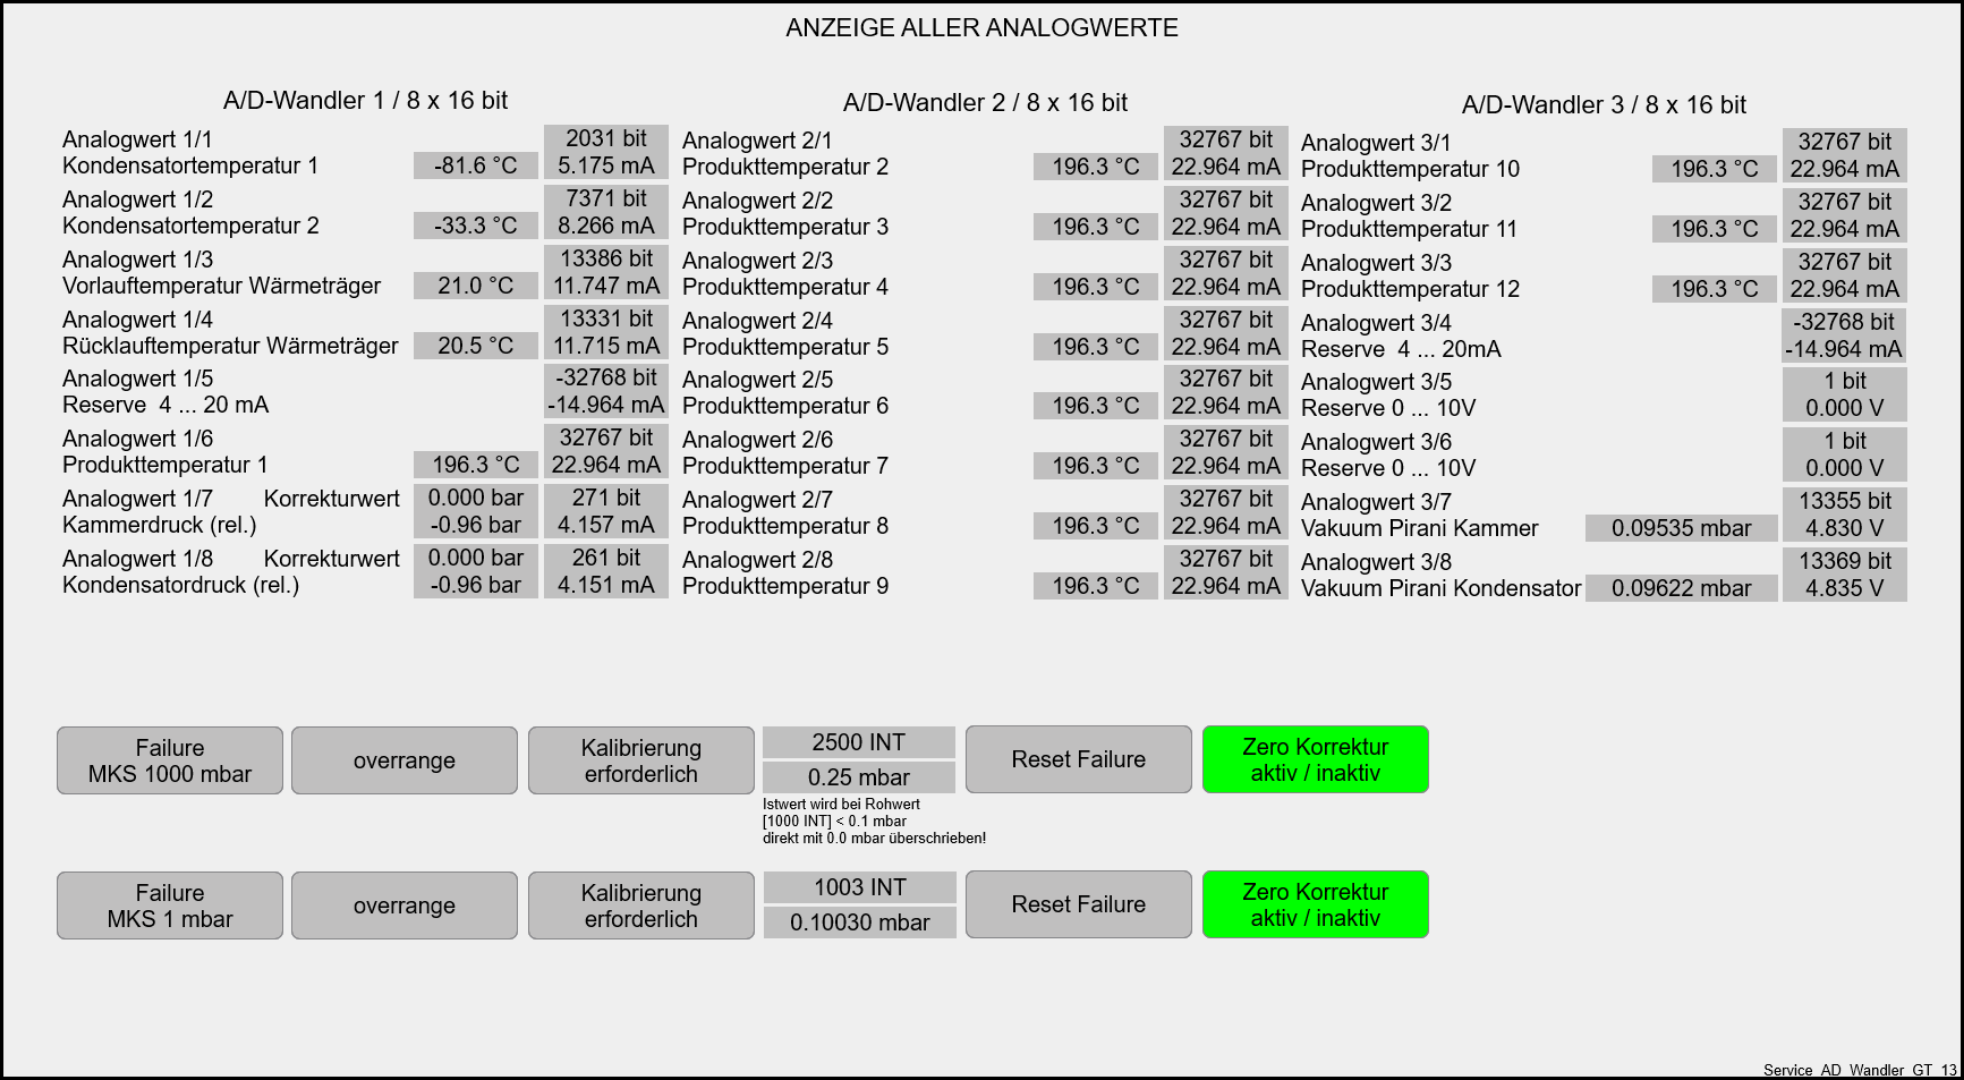 ANZEIGE ALLER ANALOGWERTE
A/D-Wandler 1 / 8 x 16 bit
Analogwert 1/1 2031 bit
Kondensatortemperatur 1 -81.6 °C 5.175 mA
Analogwert 1/2 7371 bit
Kondensatortemperatur 2 -33.3 °C 8.266 mA
Analogwert 1/3 13386 bit
Vorlauftemperatur Wärmeträger 21.0 °C 11.747 mA
Analogwert 1/4 13331 bit
Rücklauftemperatur Wärmeträger 20.5 °C 11.715 mA
Analogwert 1/5 -32768 bit
Reserve 4 ... 20 mA -14.964 mA
Analogwert 1/6 32767 bit
Produkttemperatur 1 196.3 °C 22.964 mA
Analogwert 1/7 Korrekturwert 0.000 bar 271 bit
Kammerdruck (rel.) -0.96 bar 4.157 mA
Analogwert 1/8 Korrekturwert 0.000 bar 261 bit
Kondensatordruck (rel.) -0.96 bar 4.151 mA
A/D-Wandler 2 / 8 x 16 bit
Analogwert 2/1 32767 bit
Produkttemperatur 2 196.3 °C 22.964 mA
Analogwert 2/2 32767 bit
Produkttemperatur 3 196.3 °C 22.964 mA
Analogwert 2/3 32767 bit
Produkttemperatur 4 196.3 °C 22.964 mA
Analogwert 2/4 32767 bit
Produkttemperatur 5 196.3 °C 22.964 mA
Analogwert 2/5 32767 bit
Produkttemperatur 6 196.3 °C 22.964 mA
Analogwert 2/6 32767 bit
Produkttemperatur 7 196.3 °C 22.964 mA
Analogwert 2/7 32767 bit
Produkttemperatur 8 196.3 °C 22.964 mA
Analogwert 2/8 32767 bit
Produkttemperatur 9 196.3 °C 22.964 mA
A/D-Wandler 3 / 8 x 16 bit
Analogwert 3/1 32767 bit
Produkttemperatur 10 196.3 °C 22.964 mA
Analogwert 3/2 32767 bit
Produkttemperatur 11 196.3 °C 22.964 mA
Analogwert 3/3 32767 bit
Produkttemperatur 12 196.3 °C 22.964 mA
Analogwert 3/4 -32768 bit
Reserve 4 ... 20mA -14.964 mA
Analogwert 3/5 1 bit
Reserve 0 ... 10V 0.000 V
Analogwert 3/6 1 bit
Reserve 0 ... 10V 0.000 V
Analogwert 3/7 13355 bit
Vakuum Pirani Kammer 0.09535 mbar 4.830 V
Analogwert 3/8 13369 bit
Vakuum Pirani Kondensator 0.09622 mbar 4.835 V
Failure
MKS 1000 mbar
overrange
Kalibrierung
erforderlich
2500 INT
0.25 mbar
Istwert wird bei Rohwert
[1000 INT] < 0.1 mbar
direkt mit 0.0 mbar überschrieben!
Reset Failure
Zero Korrektur
aktiv / inaktiv
Failure
MKS 1 mbar
overrange
Kalibrierung
erforderlich
1003 INT
0.10030 mbar
Reset Failure
Zero Korrektur
aktiv / inaktiv
Service_AD_Wandler_GT_13